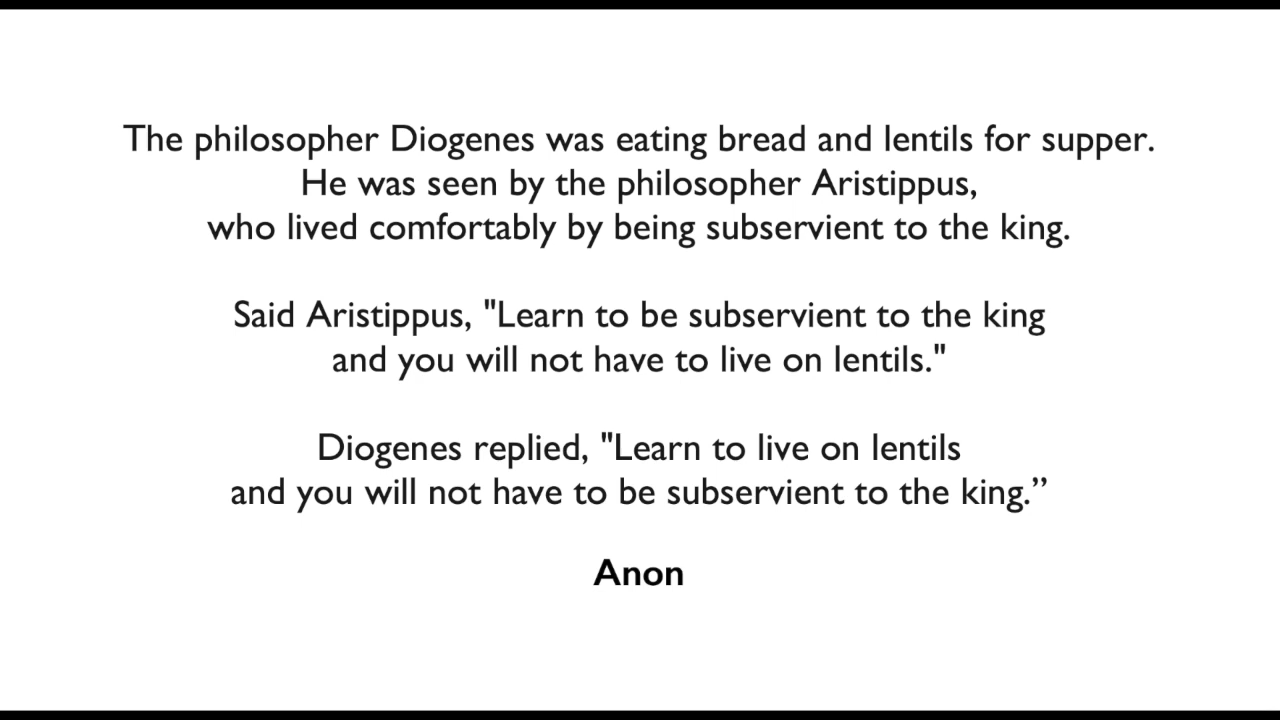 The philosopher Diogenes was eating bread and lentils for supper.
He was seen by the philosopher Aristippus,
who lived comfortably by being subservient to the king.
Said Aristippus, "Learn to be subservient to the king
and you will not have to live on lentils."
Diogenes replied, "Learn to live on lentils
and you will not have to be subservient to the king.”
Anon